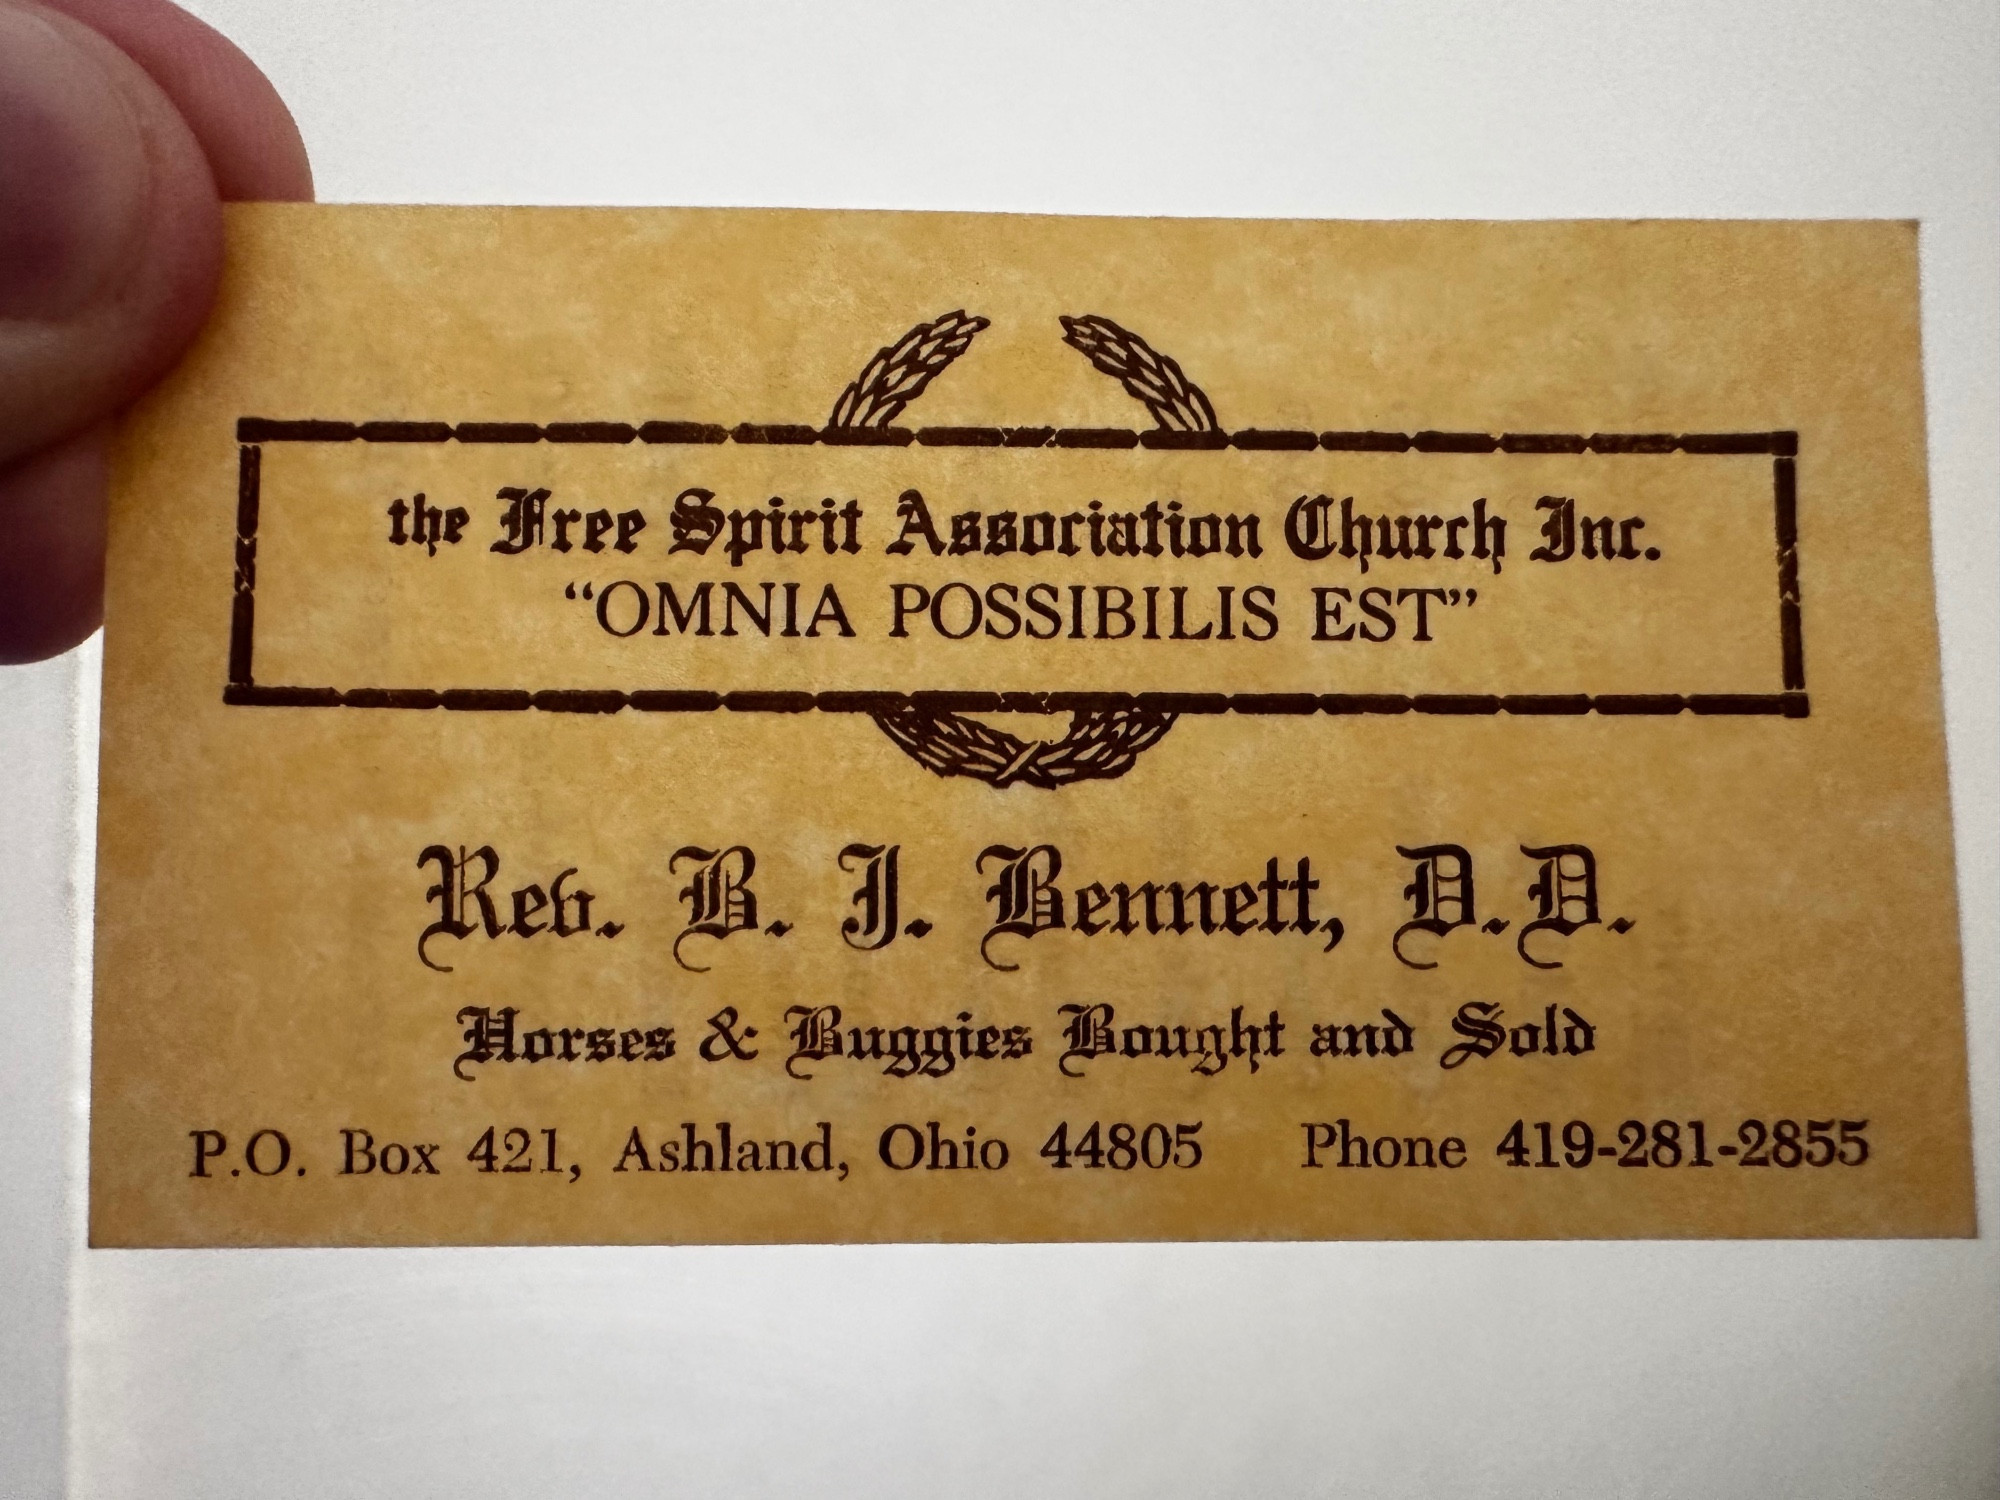 the Free Spirit Association Church Inc.
“OMNIA POSSIBILIS EST”
Rev. B. J. Bennett, D.D.
Horses & Buggies Bought and Sold
P.O. Box 421, Ashland, Ohio 44805 Phone 419-281-2855